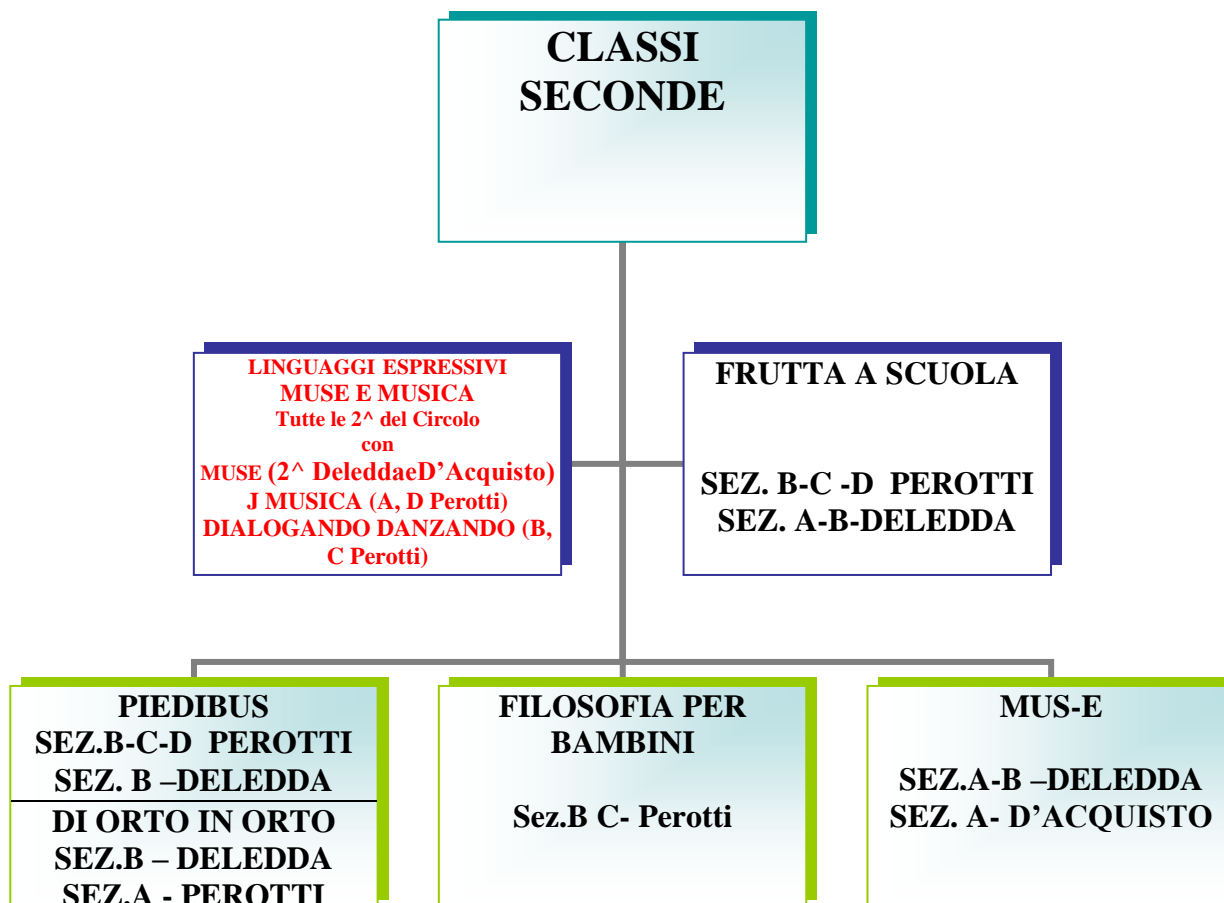 CLASSI
SECONDE
LINGUAGGI ESPRESSIVI
MUSE E MUSICA
Tutte le 2^ del Circolo
con
MUSE (2^ DeleddaeD’Acquisto)
J MUSICA (A, D Perotti)
DIALOGANDO DANZANDO (B,
C Perotti)
FRUTTA A SCUOLA
SEZ. B-C -D PEROTTI
SEZ. A-B-DELEDDA
PIEDIBUS
SEZ.B-C-D PEROTTI
SEZ. B –DELEDDA
DI ORTO IN ORTO
SEZ.B – DELEDDA
SEZ.A - PEROTTI
FILOSOFIA PER
BAMBINI
Sez.B C- Perotti
MUS-E
SEZ.A-B –DELEDDA
SEZ. A- D’ACQUISTO